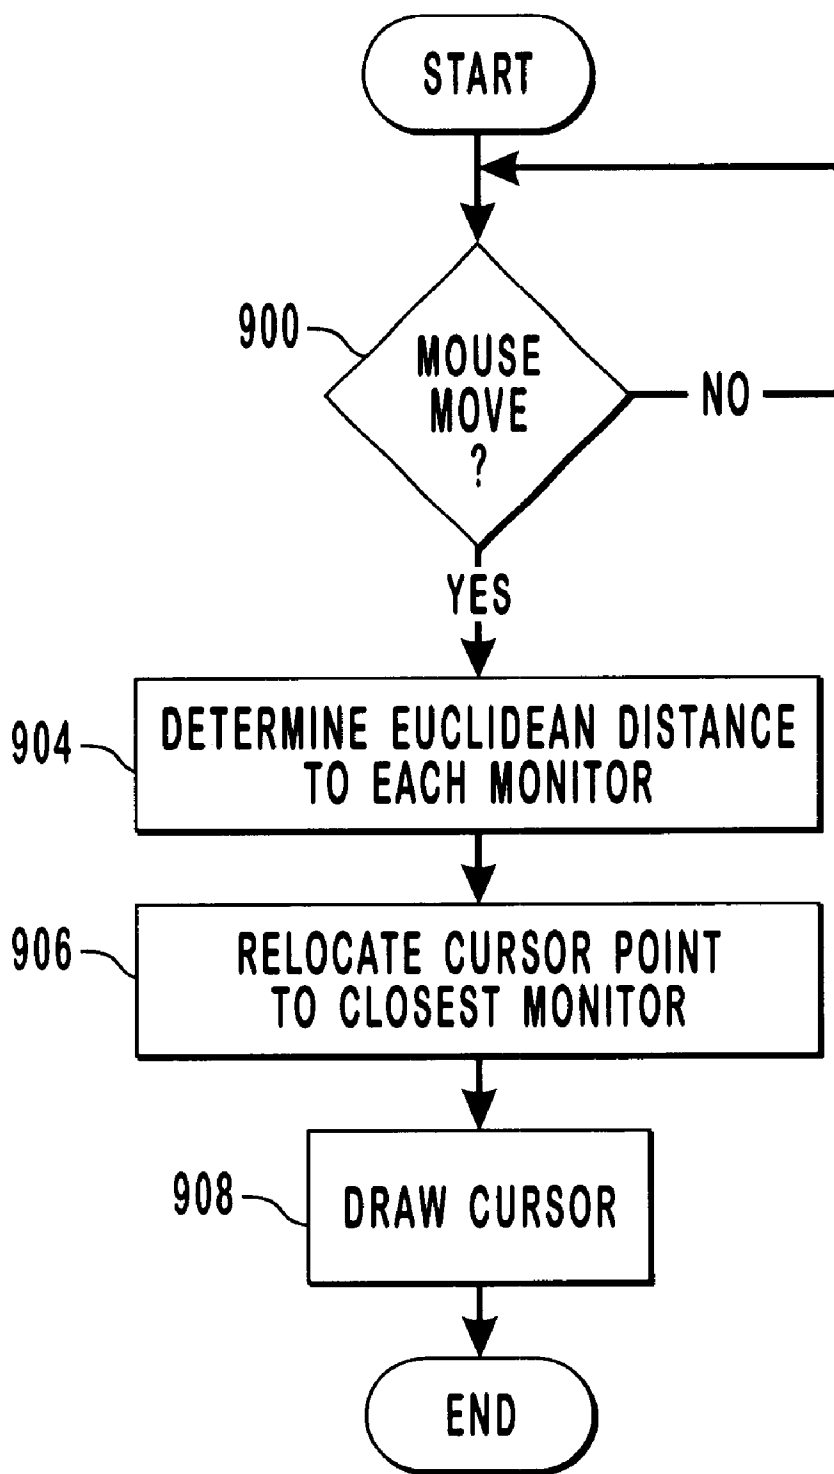 START
900
MOUSE
MOVE
?
NO
YES
904
DETERMINE EUCLIDEAN DISTANCE
TO EACH MONITOR
906
RELOCATE CURSOR POINT
TO CLOSEST MONITOR
908
DRAW CURSOR
END